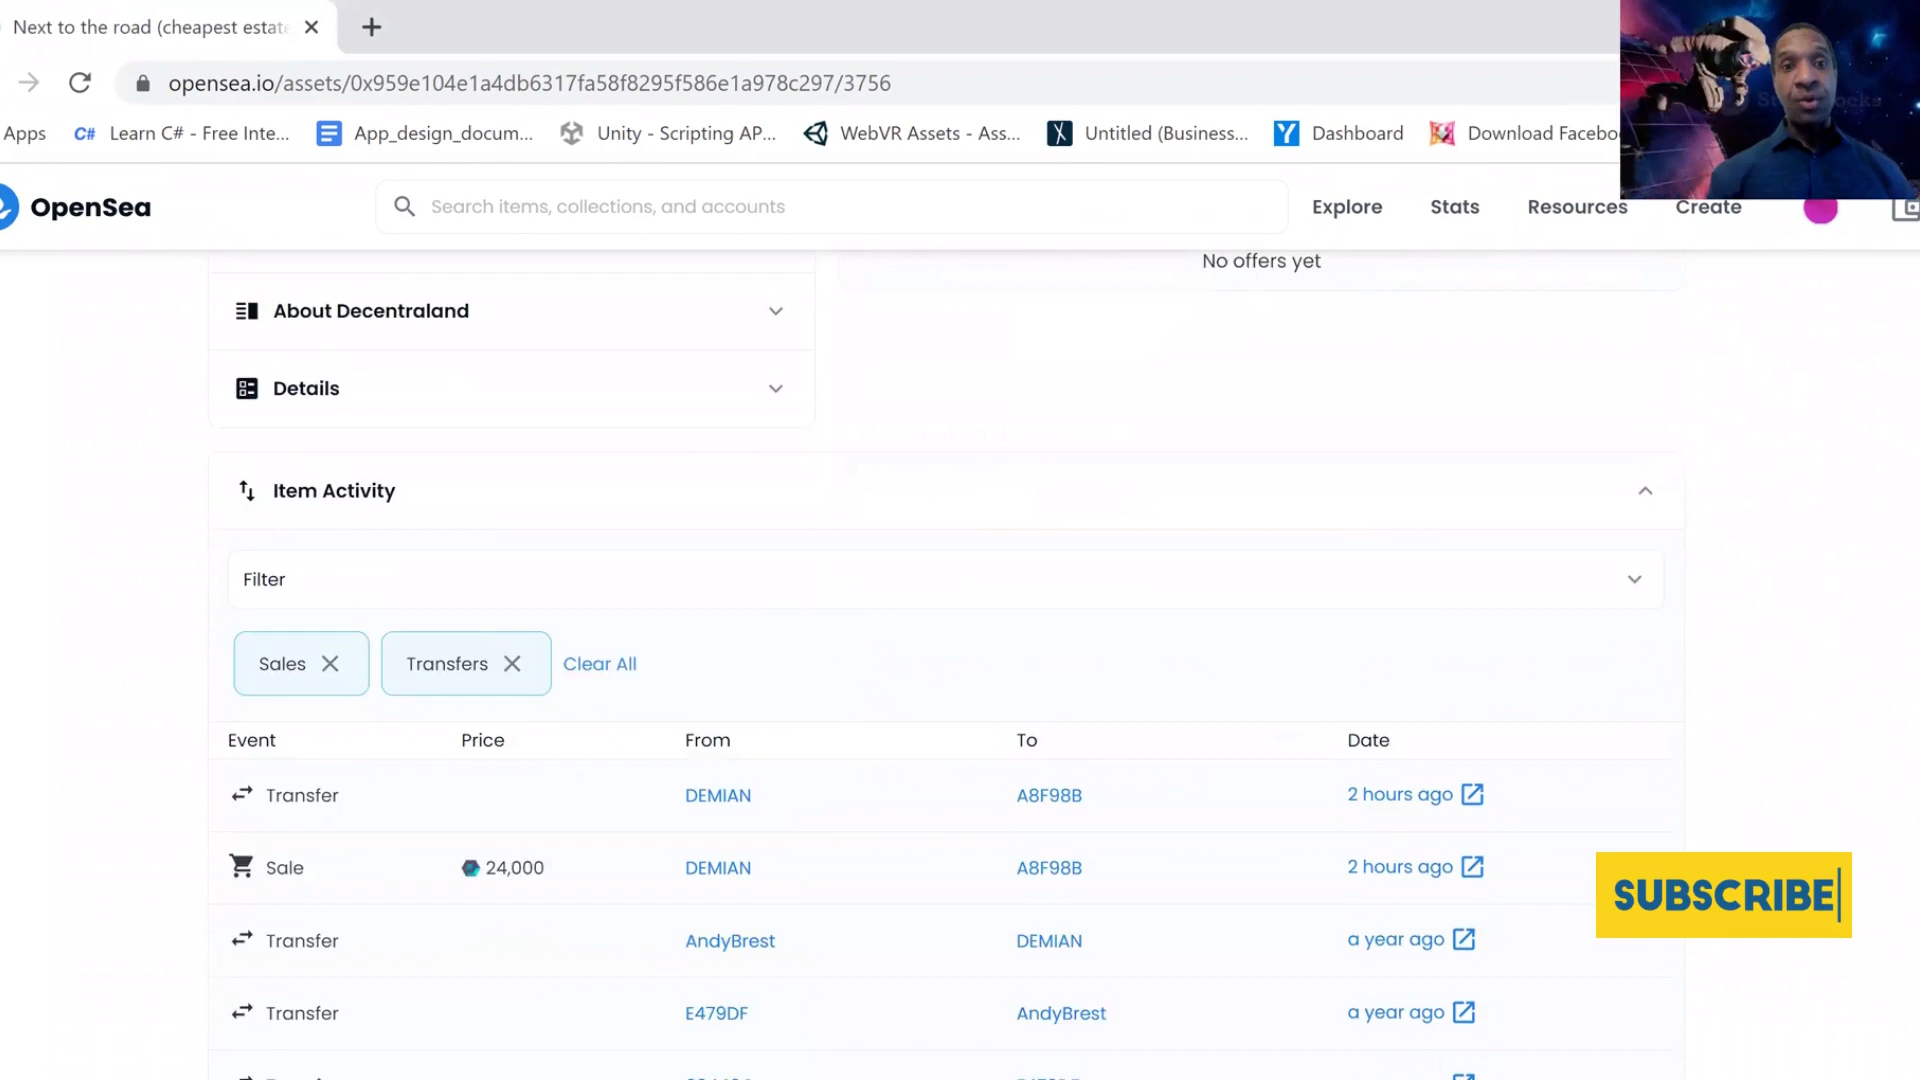 Next to the road (cheapest estate
opensea.io/assets/0x959e104e1a4db6317fa58f8295f586e1a978c297/3756
Apps C# Learn C# - Free Inte... App_design_docum... Unity - Scripting AP... WebVR Assets - Ass... Untitled (Business... Dashboard Download Facebo
OpenSea Search items, collections, and accounts Explore Stats Resources Create
No offers yet
About Decentraland
Details
Item Activity
Filter
Sales Transfers Clear All
Event Price From To Date
Transfer DEMIAN A8F98B 2 hours ago
Sale 24,000 DEMIAN A8F98B 2 hours ago
SUBSCRIBE
Transfer AndyBrest DEMIAN a year ago
Transfer E479DF AndyBrest a year ago